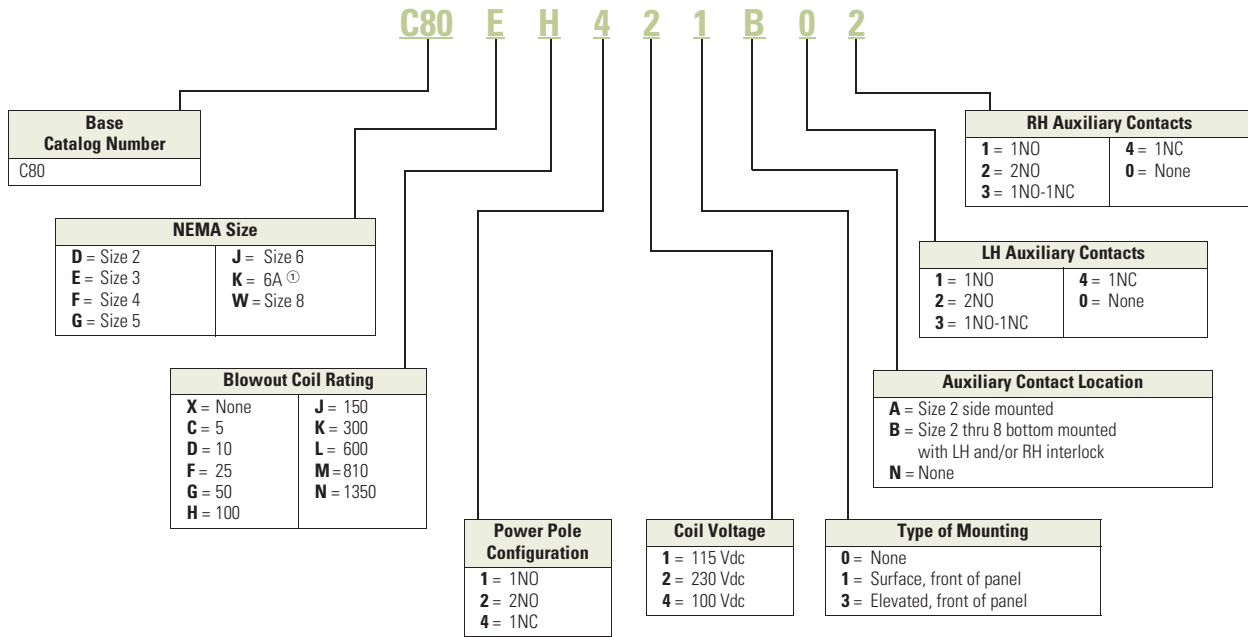 C80 E H 4 2 1 B 0 2
Base
Catalog Number
C80
NEMA Size
D = Size 2
E = Size 3
F = Size 4
G = Size 5
J = Size 6
K = 6A ①
W = Size 8
Blowout Coil Rating
X = None
C = 5
D = 10
F = 25
G = 50
H = 100
J = 150
K = 300
L = 600
M = 810
N = 1350
Power Pole
Configuration
1 = 1NO
2 = 2NO
4 = 1NC
Coil Voltage
1 = 115 Vdc
2 = 230 Vdc
4 = 100 Vdc
Type of Mounting
0 = None
1 = Surface, front of panel
3 = Elevated, front of panel
Auxiliary Contact Location
A = Size 2 side mounted
B = Size 2 thru 8 bottom mounted
with LH and/or RH interlock
N = None
LH Auxiliary Contacts
1 = 1NO
2 = 2NO
3 = 1NO-1NC
4 = 1NC
0 = None
RH Auxiliary Contacts
1 = 1NO
2 = 2NO
3 = 1NO-1NC
4 = 1NC
0 = None